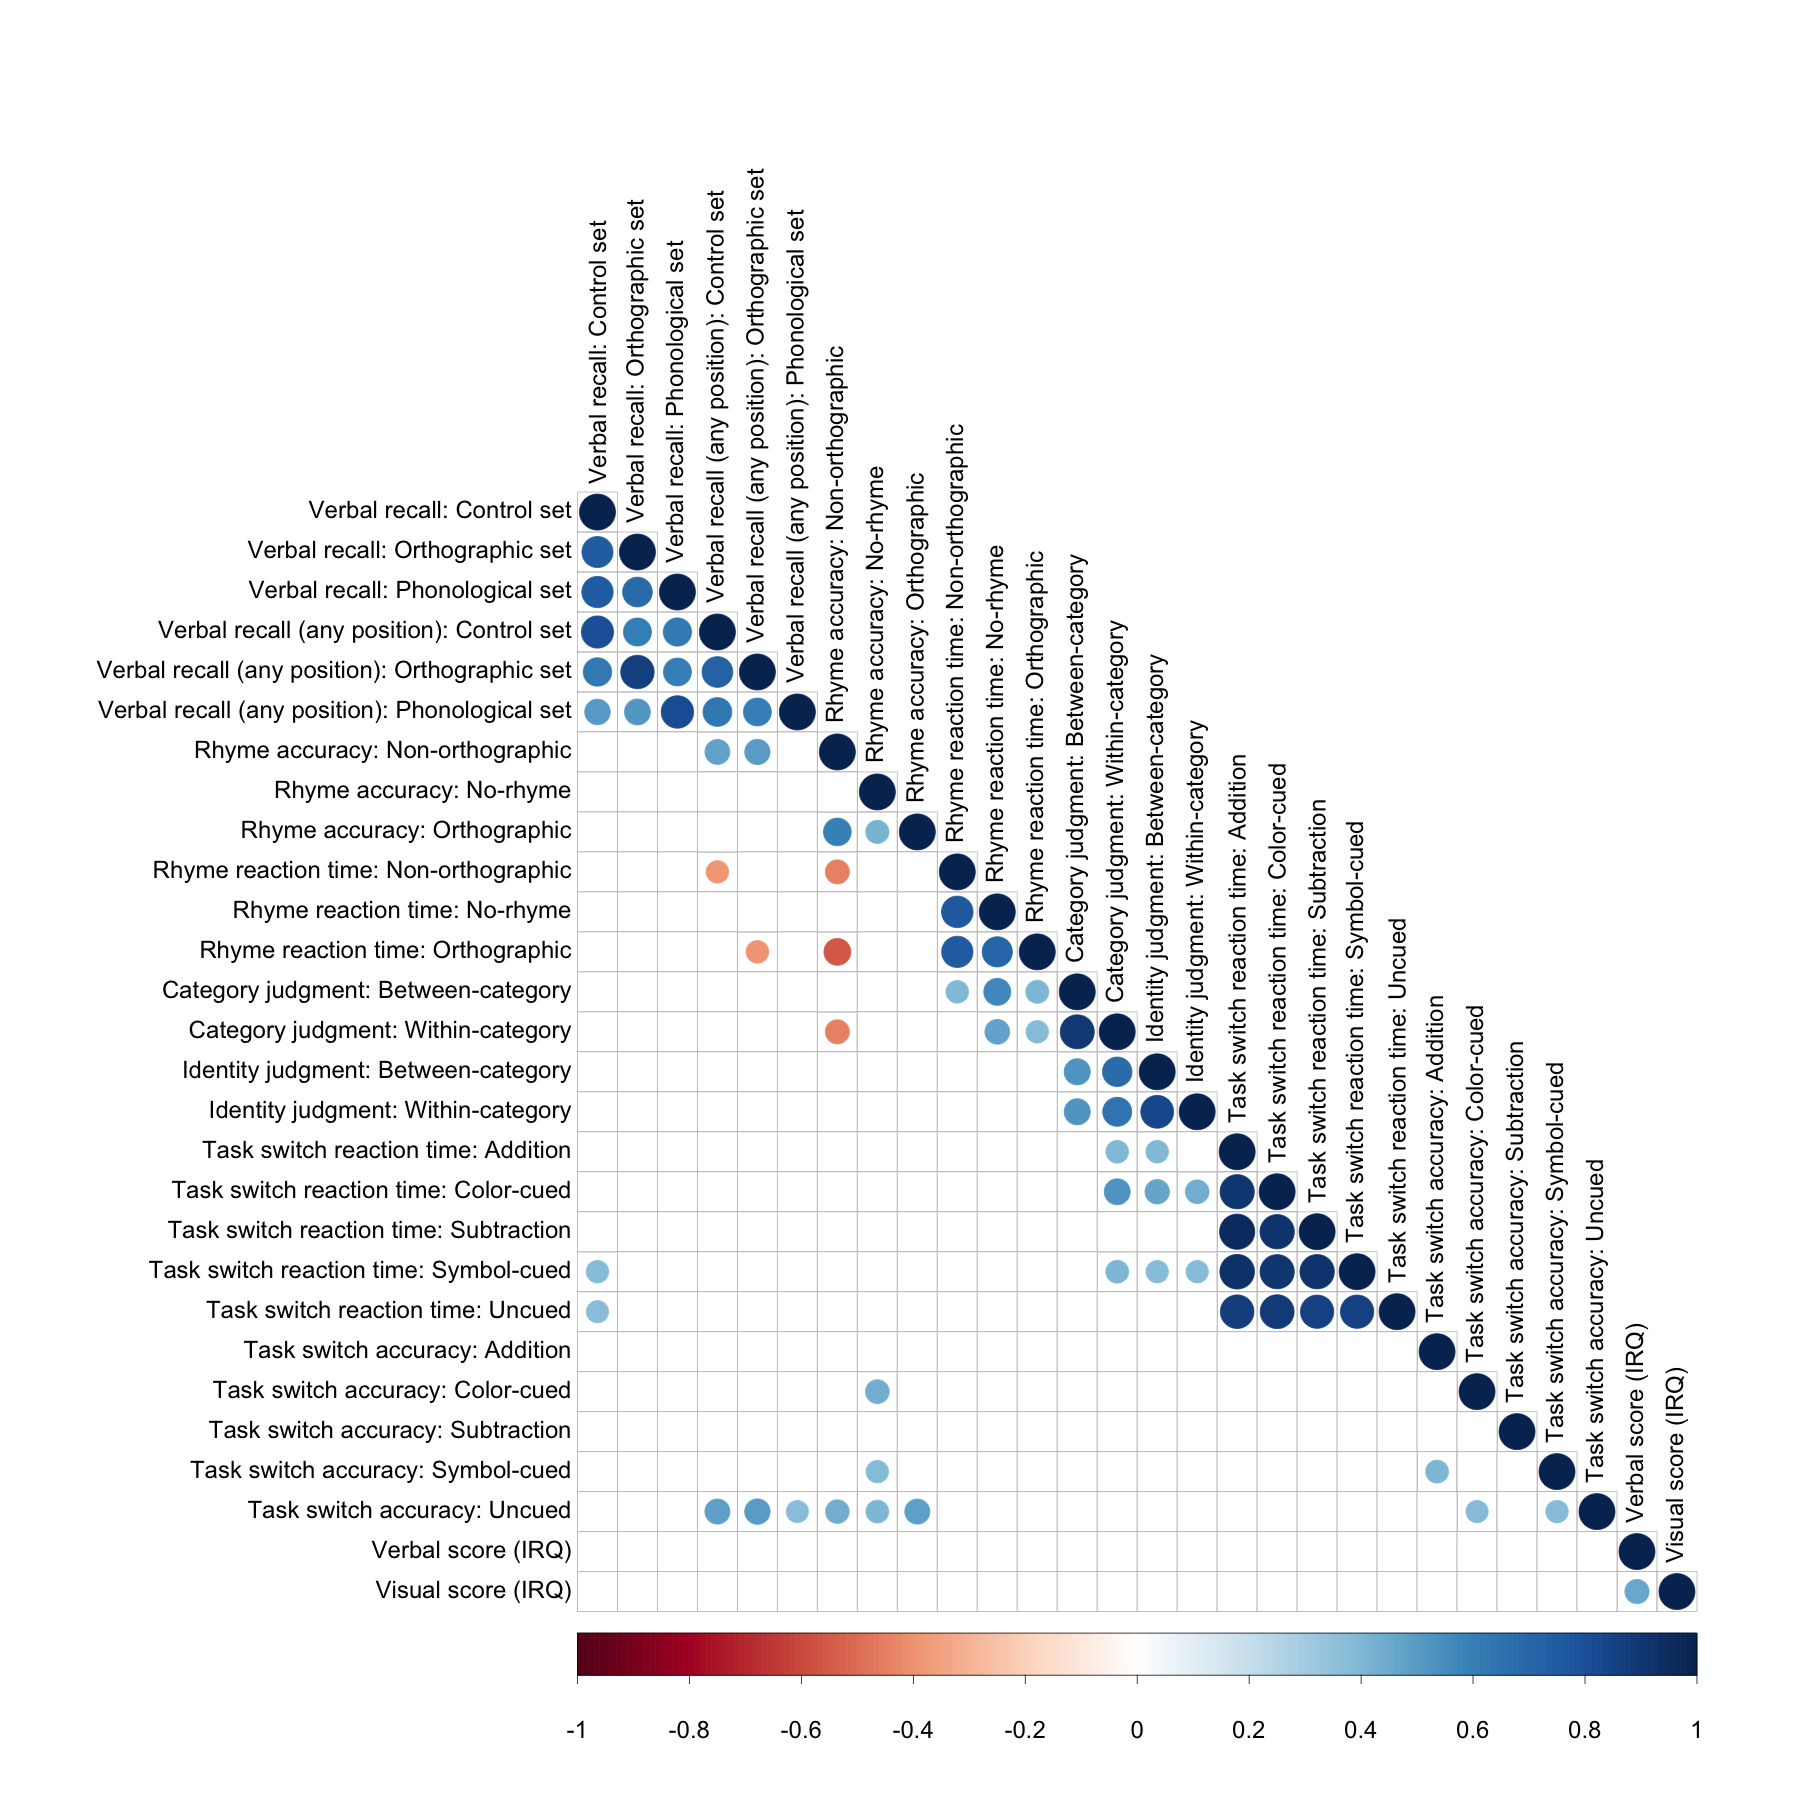 Verbal recall: Control set
Verbal recall: Orthographic set
Verbal recall: Phonological set
Verbal recall (any position): Control set
Verbal recall (any position): Orthographic set
Verbal recall (any position): Phonological set
Rhyme accuracy: Non-orthographic
Rhyme accuracy: No-rhyme
Rhyme accuracy: Orthographic
Rhyme reaction time: Non-orthographic
Rhyme reaction time: No-rhyme
Rhyme reaction time: Orthographic
Category judgment: Between-category
Category judgment: Within-category
Identity judgment: Between-category
Identity judgment: Within-category
Task switch reaction time: Addition
Task switch reaction time: Color-cued
Task switch reaction time: Subtraction
Task switch reaction time: Symbol-cued
Task switch reaction time: Uncued
Task switch accuracy: Addition
Task switch accuracy: Color-cued
Task switch accuracy: Subtraction
Task switch accuracy: Symbol-cued
Task switch accuracy: Uncued
Verbal score (IRQ)
Visual score (IRQ)
Verbal recall: Control set
Verbal recall: Orthographic set
Verbal recall: Phonological set
Verbal recall (any position): Control set
Verbal recall (any position): Orthographic set
Verbal recall (any position): Phonological set
Rhyme accuracy: Non-orthographic
Rhyme accuracy: No-rhyme
Rhyme accuracy: Orthographic
Rhyme reaction time: Non-orthographic
Rhyme reaction time: No-rhyme
Rhyme reaction time: Orthographic
Category judgment: Between-category
Category judgment: Within-category
Identity judgment: Between-category
Identity judgment: Within-category
Task switch reaction time: Addition
Task switch reaction time: Color-cued
Task switch reaction time: Subtraction
Task switch reaction time: Symbol-cued
Task switch reaction time: Uncued
Task switch accuracy: Addition
Task switch accuracy: Color-cued
Task switch accuracy: Subtraction
Task switch accuracy: Symbol-cued
Task switch accuracy: Uncued
Verbal score (IRQ)
Visual score (IRQ)
-1 -0.8 -0.6 -0.4 -0.2 0 0.2 0.4 0.6 0.8 1